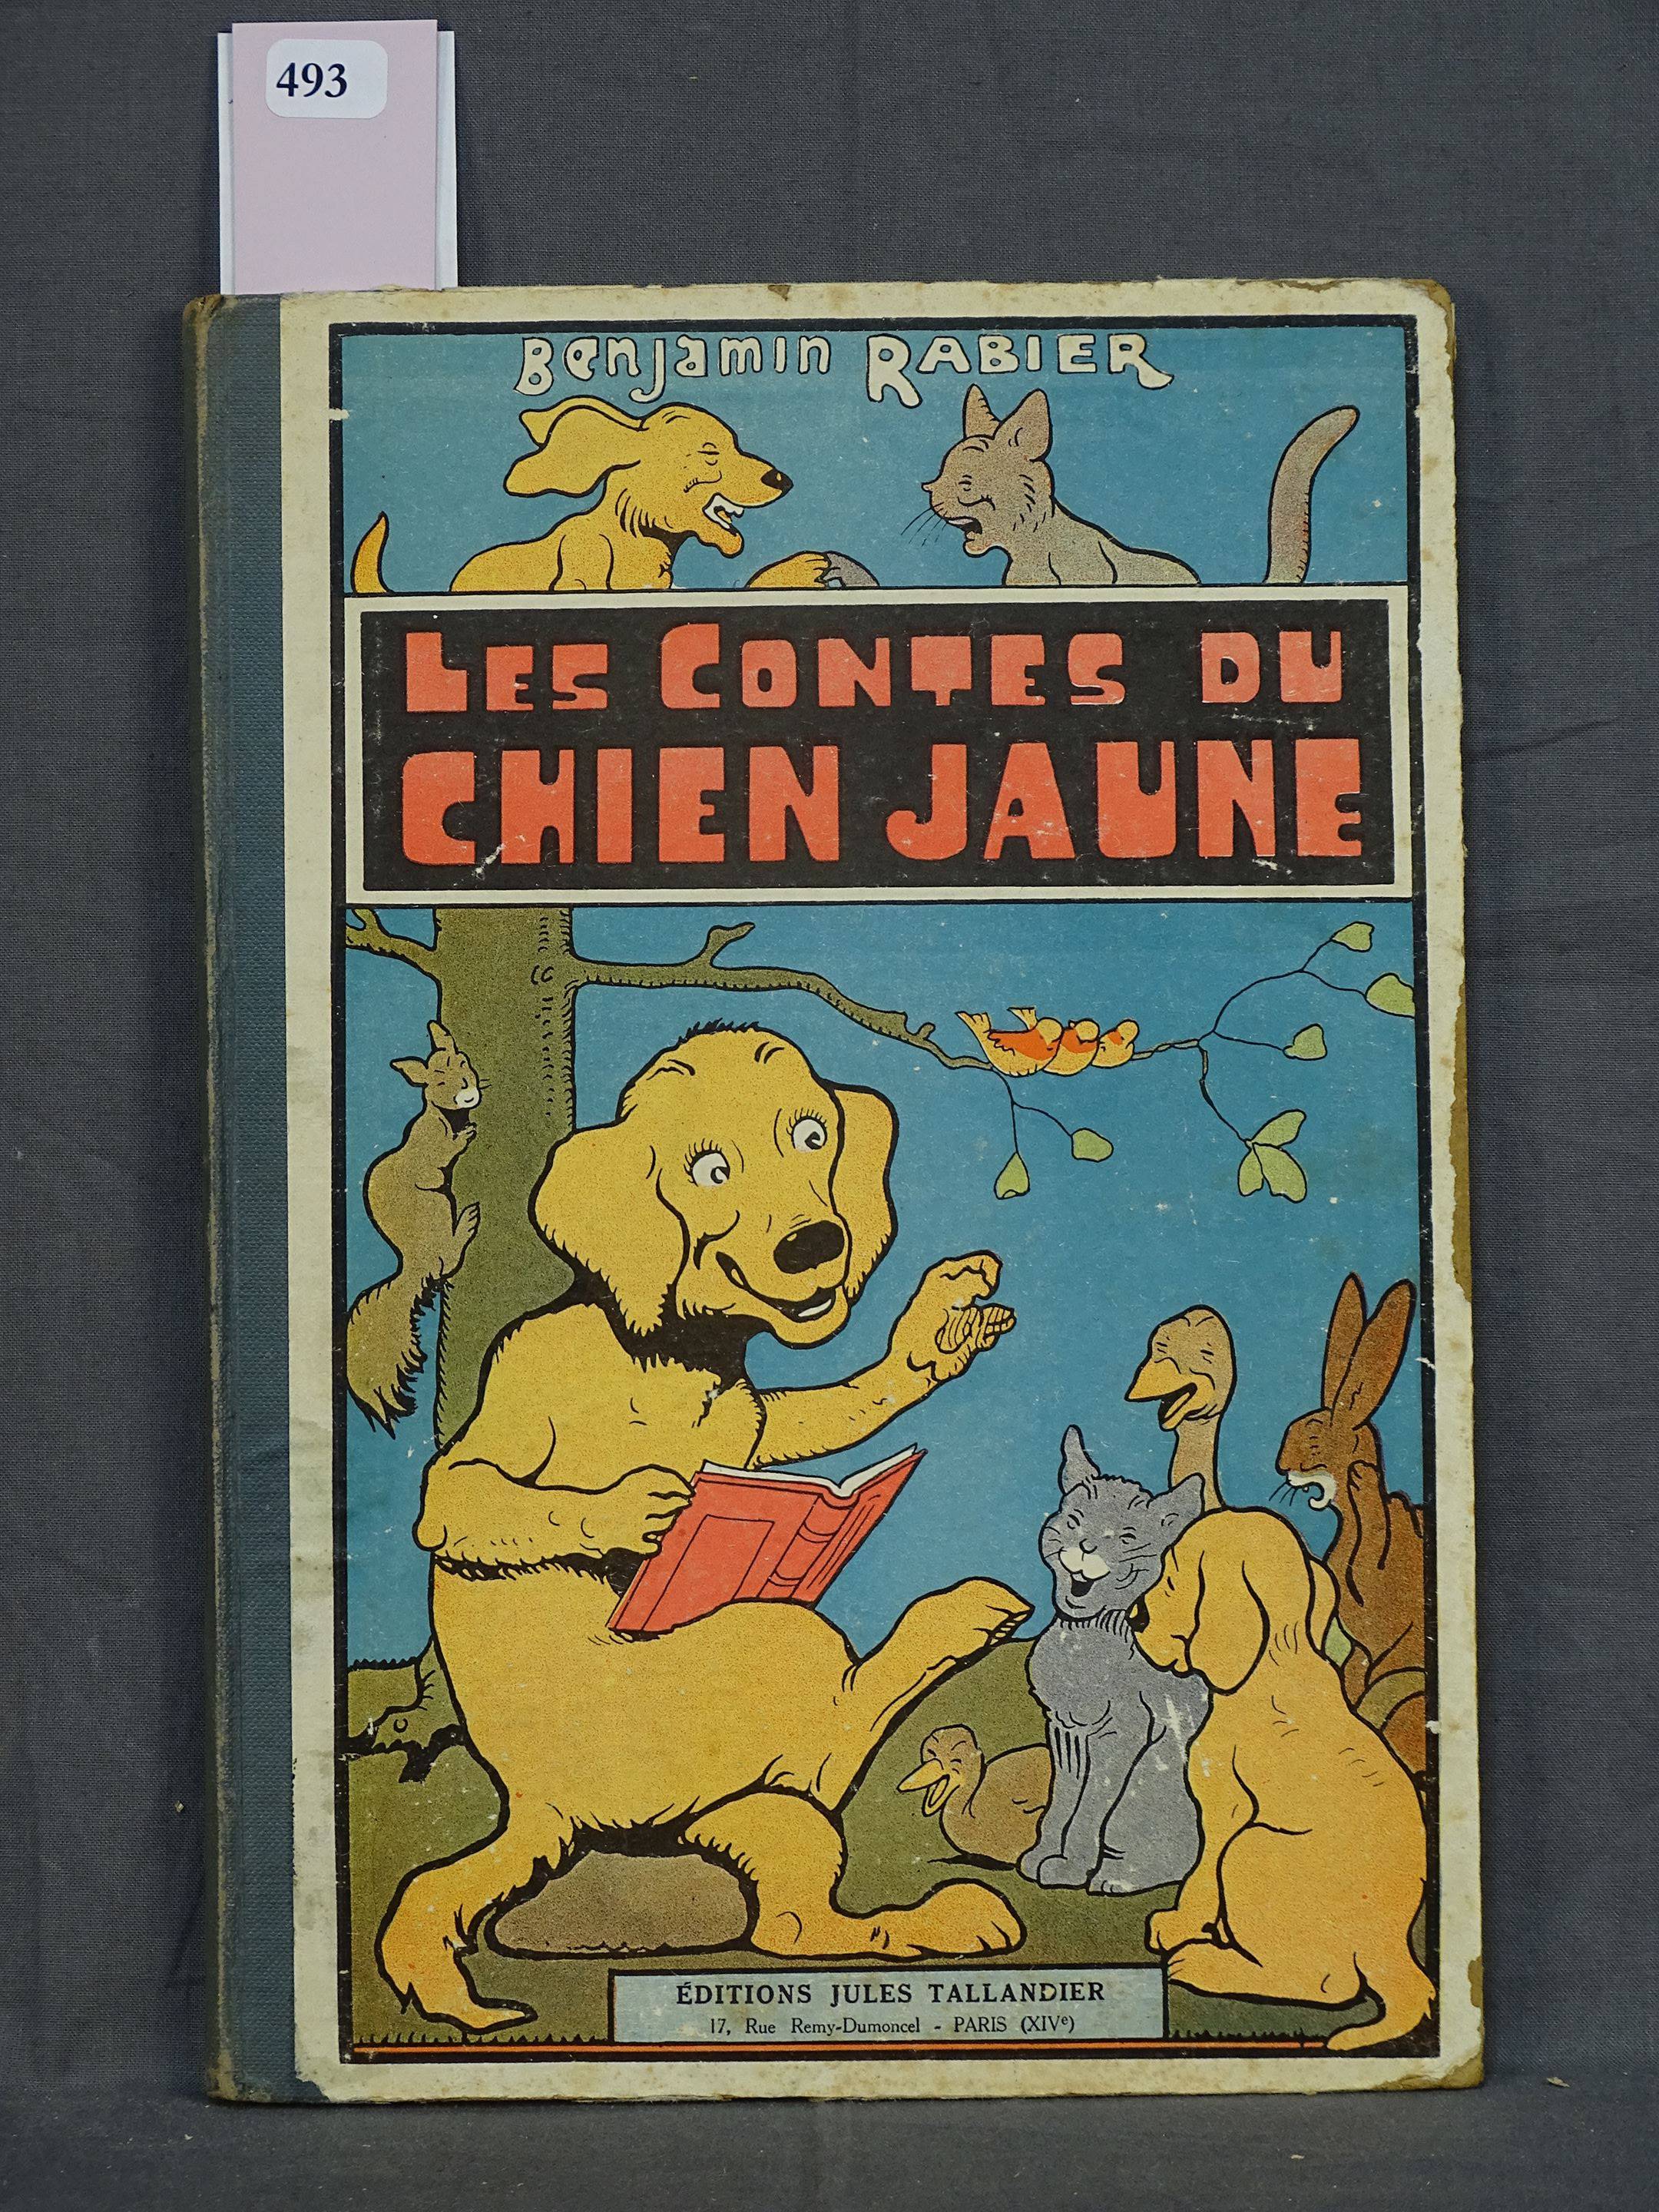 493
Benjamin RABIER
LES CONTES DU
CHIEN JAUNE
ÉDITIONS JULES TALLANDIER
17, Rue Remy-Dumoncel - PARIS (XIVe)